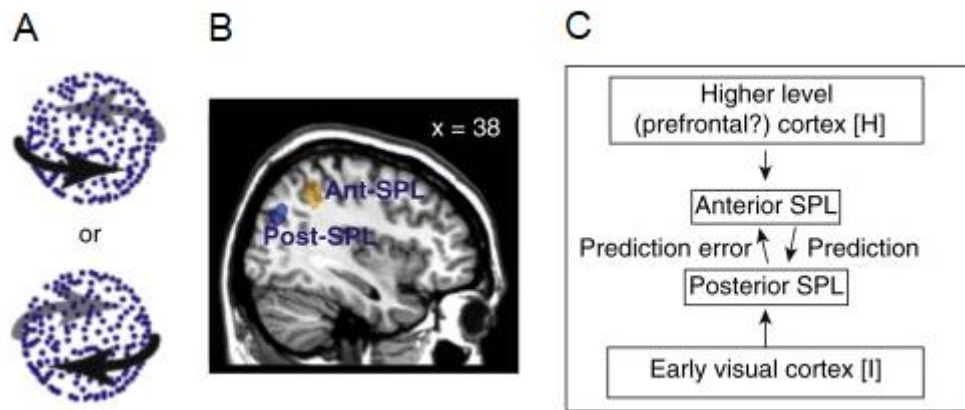 A
B
C
or
x = 38
Ant-SPL
Post-SPL
Higher level
(prefrontal?) cortex [H]
Anterior SPL
Prediction error
Prediction
Posterior SPL
Early visual cortex [I]